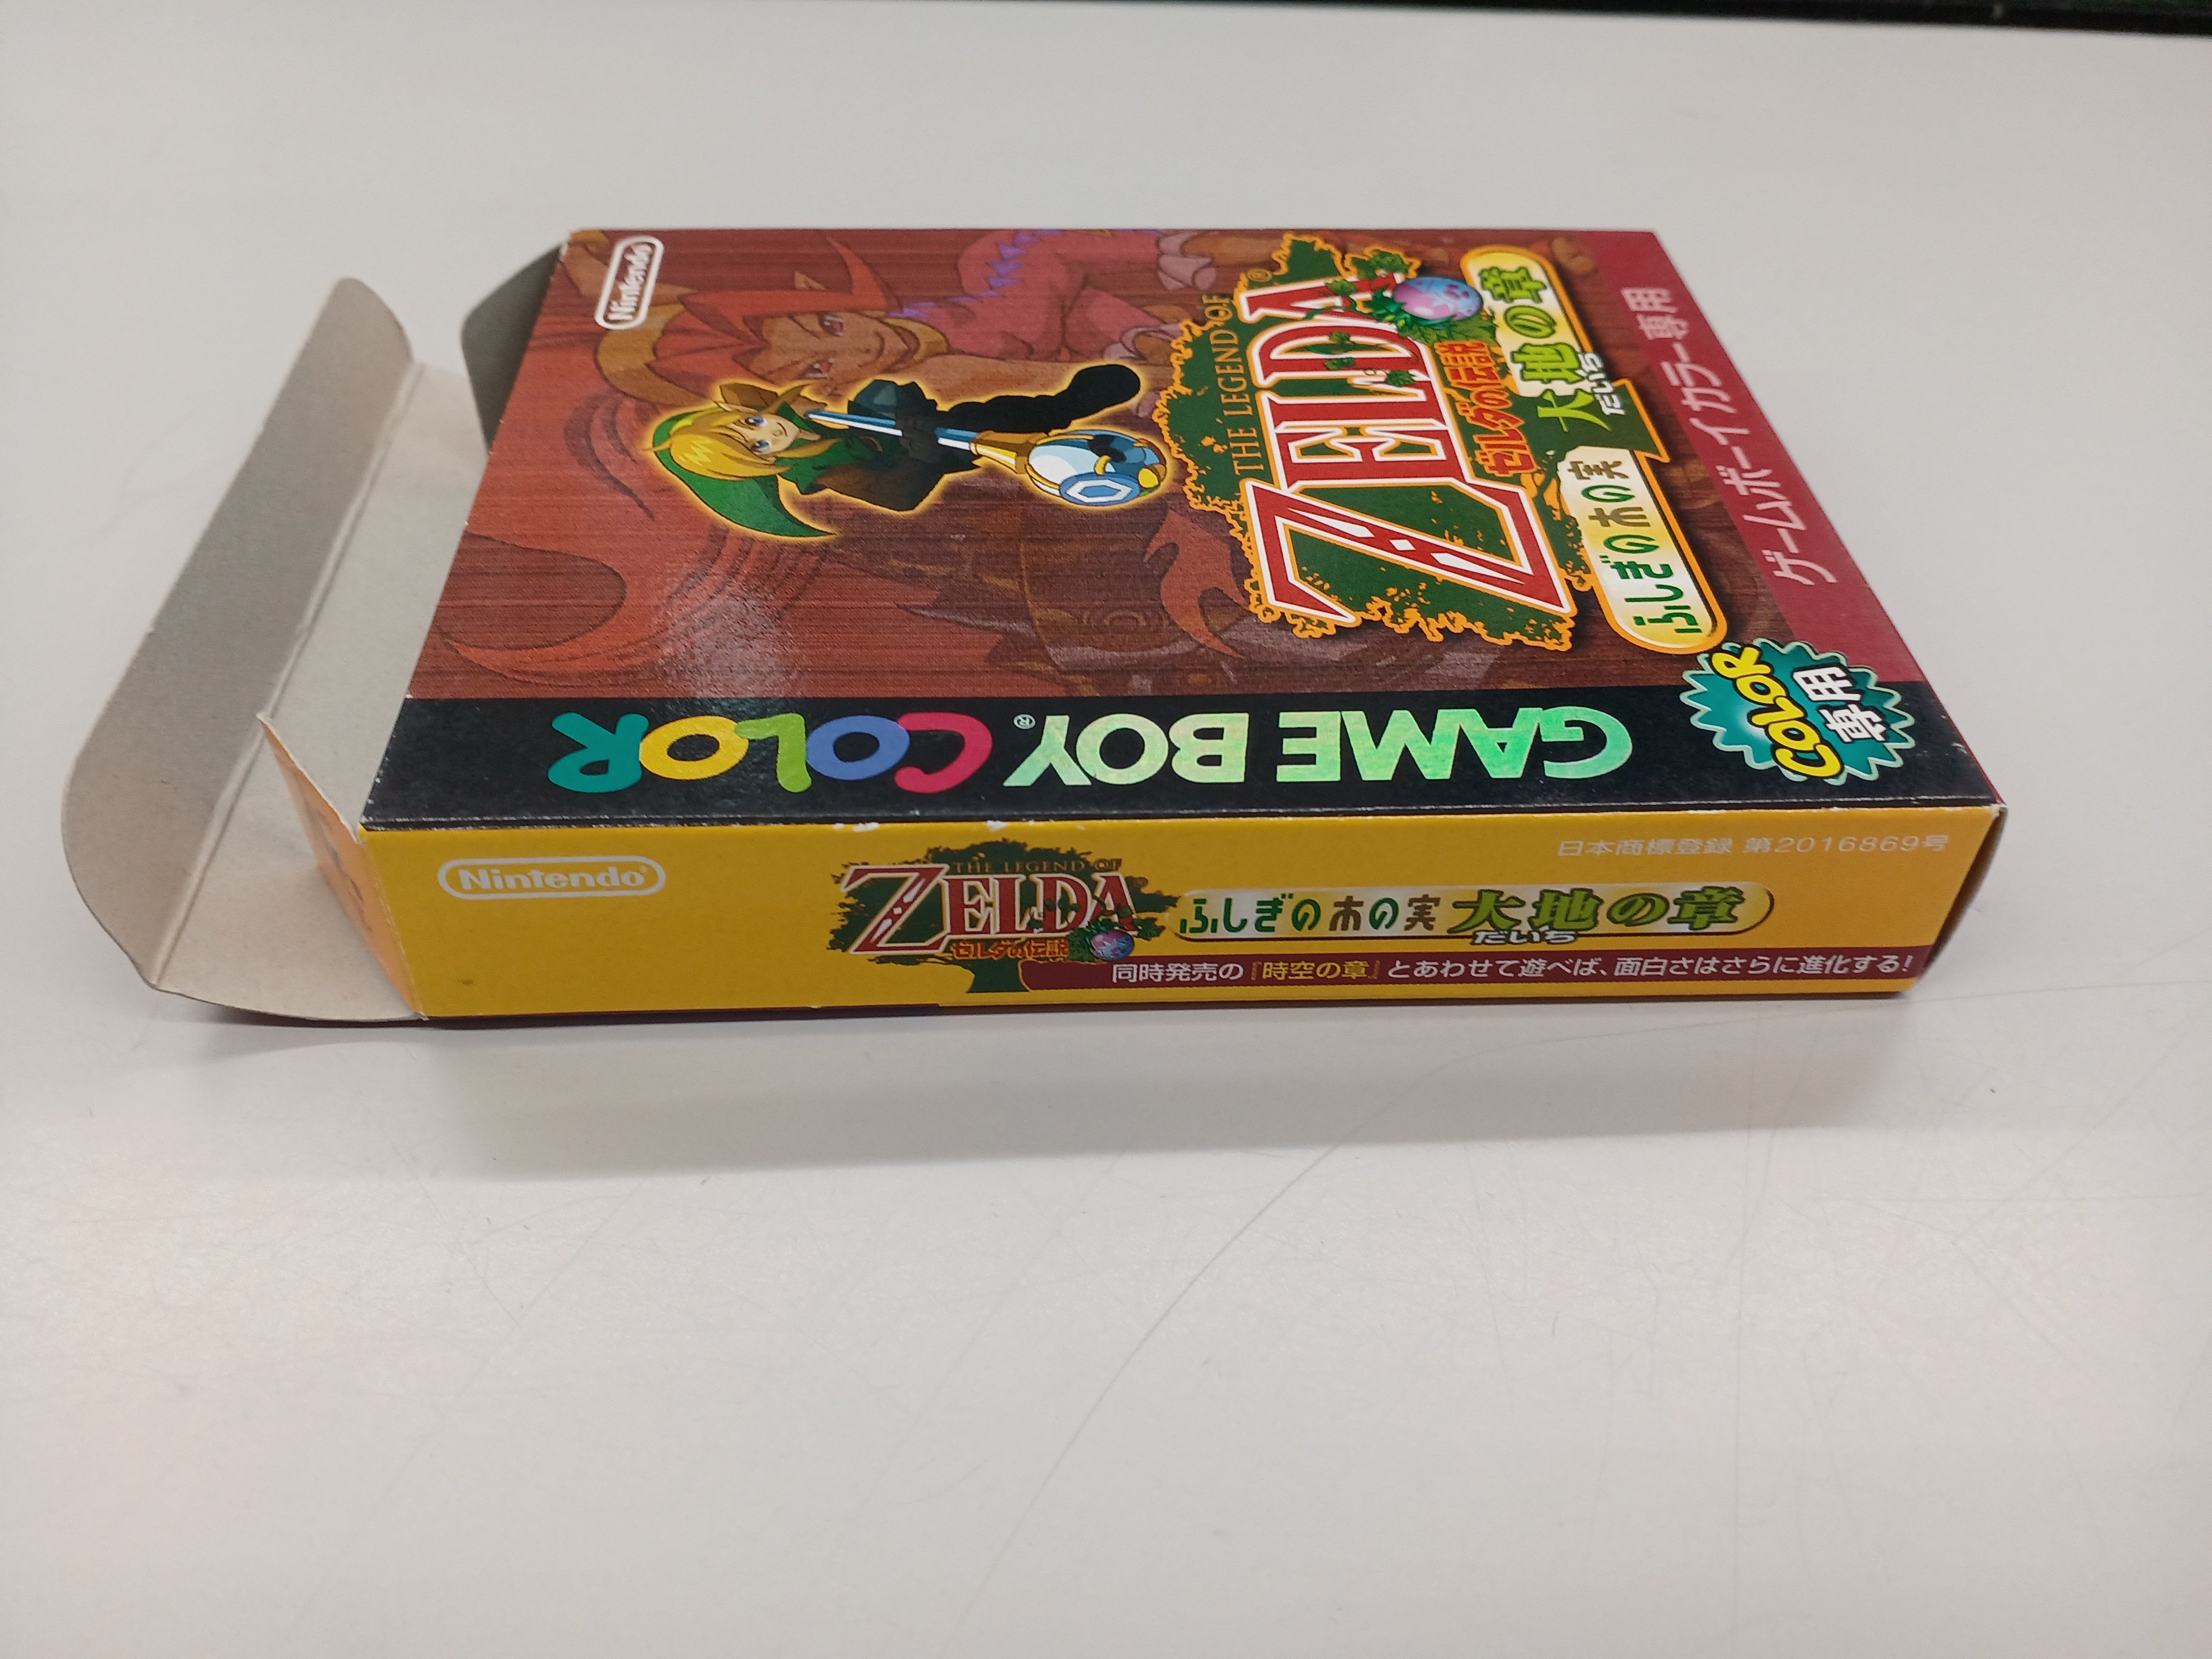 Nintendo
THE LEGEND OF
ZELDA®
ゼルダの伝説
ふしぎの木の実
大地の章
だいち
ゲームボーイカラー専用
GAME BOY COLOR
®
COLOR
専用
Nintendo®
THE LEGEND OF
ZELDA®
ゼルダの伝説
ふしぎの木の実 大地の章
だいち
日本商標登録 第2016869号
同時発売の『時空の章』とあわせて遊べば、面白さはさらに進化する!